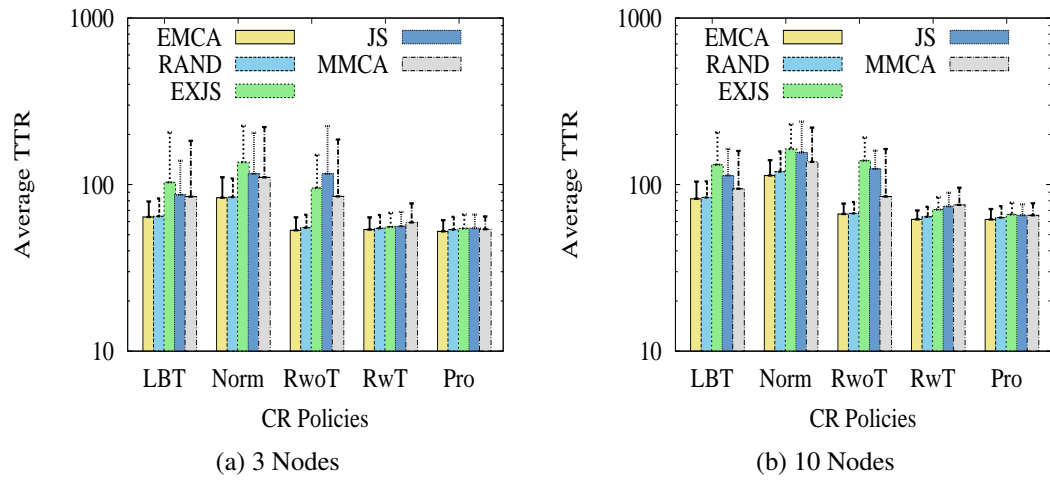 1000
100
10
Average TTR
EMCA
RAND
EXJS
JS
MMCA
LBT Norm RwoT RwT Pro
CR Policies
(a) 3 Nodes
1000
100
10
Average TTR
EMCA
RAND
EXJS
JS
MMCA
LBT Norm RwoT RwT Pro
CR Policies
(b) 10 Nodes